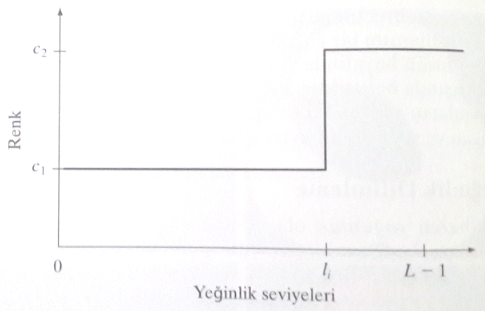 c₂
Renk
c₁
0
lᵢ
L − 1
Yeğinlik seviyeleri